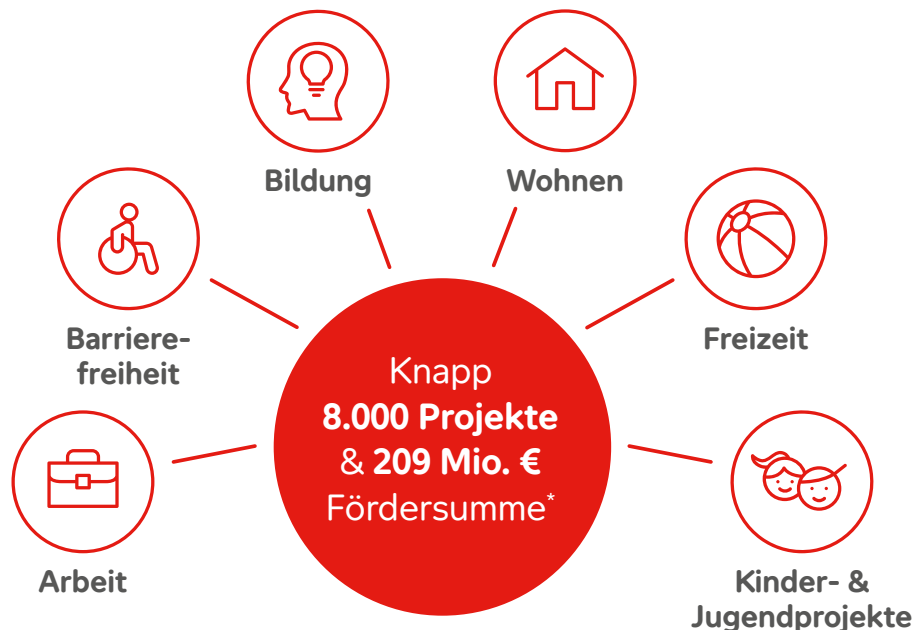 Bildung
Wohnen
Barriere-
freiheit
Freizeit
Knapp
8.000 Projekte
& 209 Mio. €
Fördersumme*
Arbeit
Kinder- &
Jugendprojekte